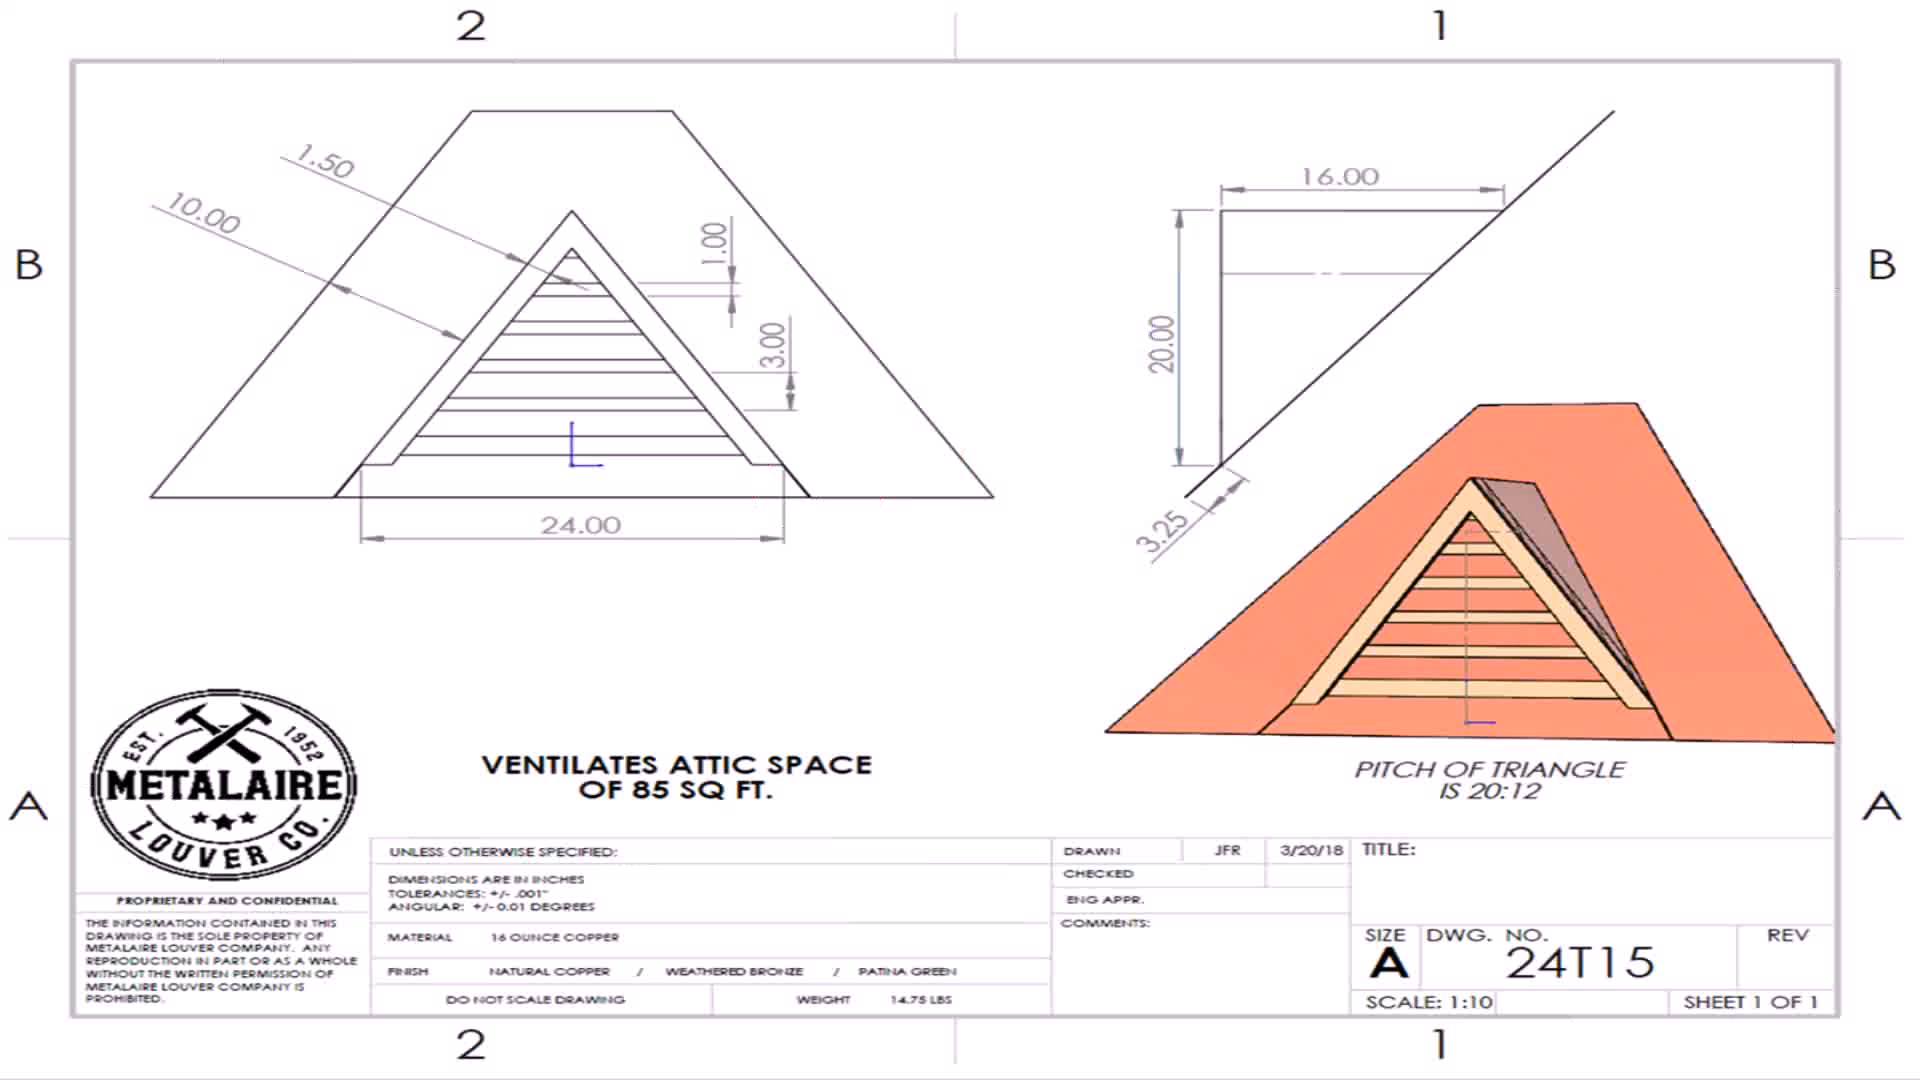 2
1
B
B
1.50
10.00
1.00
3.00
24.00
16.00
20.00
3.25
EST. 1952
METALAIRE
LOUVER CO.
VENTILATES ATTIC SPACE
OF 85 SQ FT.
PITCH OF TRIANGLE
IS 20:12
A
A
PROPRIETARY AND CONFIDENTIAL
THE INFORMATION CONTAINED IN THIS
DRAWING IS THE SOLE PROPERTY OF
METALAIRE LOUVER COMPANY. ANY
REPRODUCTION IN PART OR AS A WHOLE
WITHOUT THE WRITTEN PERMISSION OF
METALAIRE LOUVER COMPANY IS
PROHIBITED.
UNLESS OTHERWISE SPECIFIED:
DIMENSIONS ARE IN INCHES
TOLERANCES: +/- .001"
ANGULAR: +/- 0.01 DEGREES
MATERIAL 16 OUNCE COPPER
FINISH NATURAL COPPER / WEATHERED BRONZE / PATINA GREEN
DO NOT SCALE DRAWING WEIGHT 14.75 LBS
DRAWN JFR 3/20/18
CHECKED
ENG APPR.
COMMENTS:
TITLE:
SIZE DWG. NO. REV
A 24T15
SCALE: 1:10 SHEET 1 OF 1
2
1